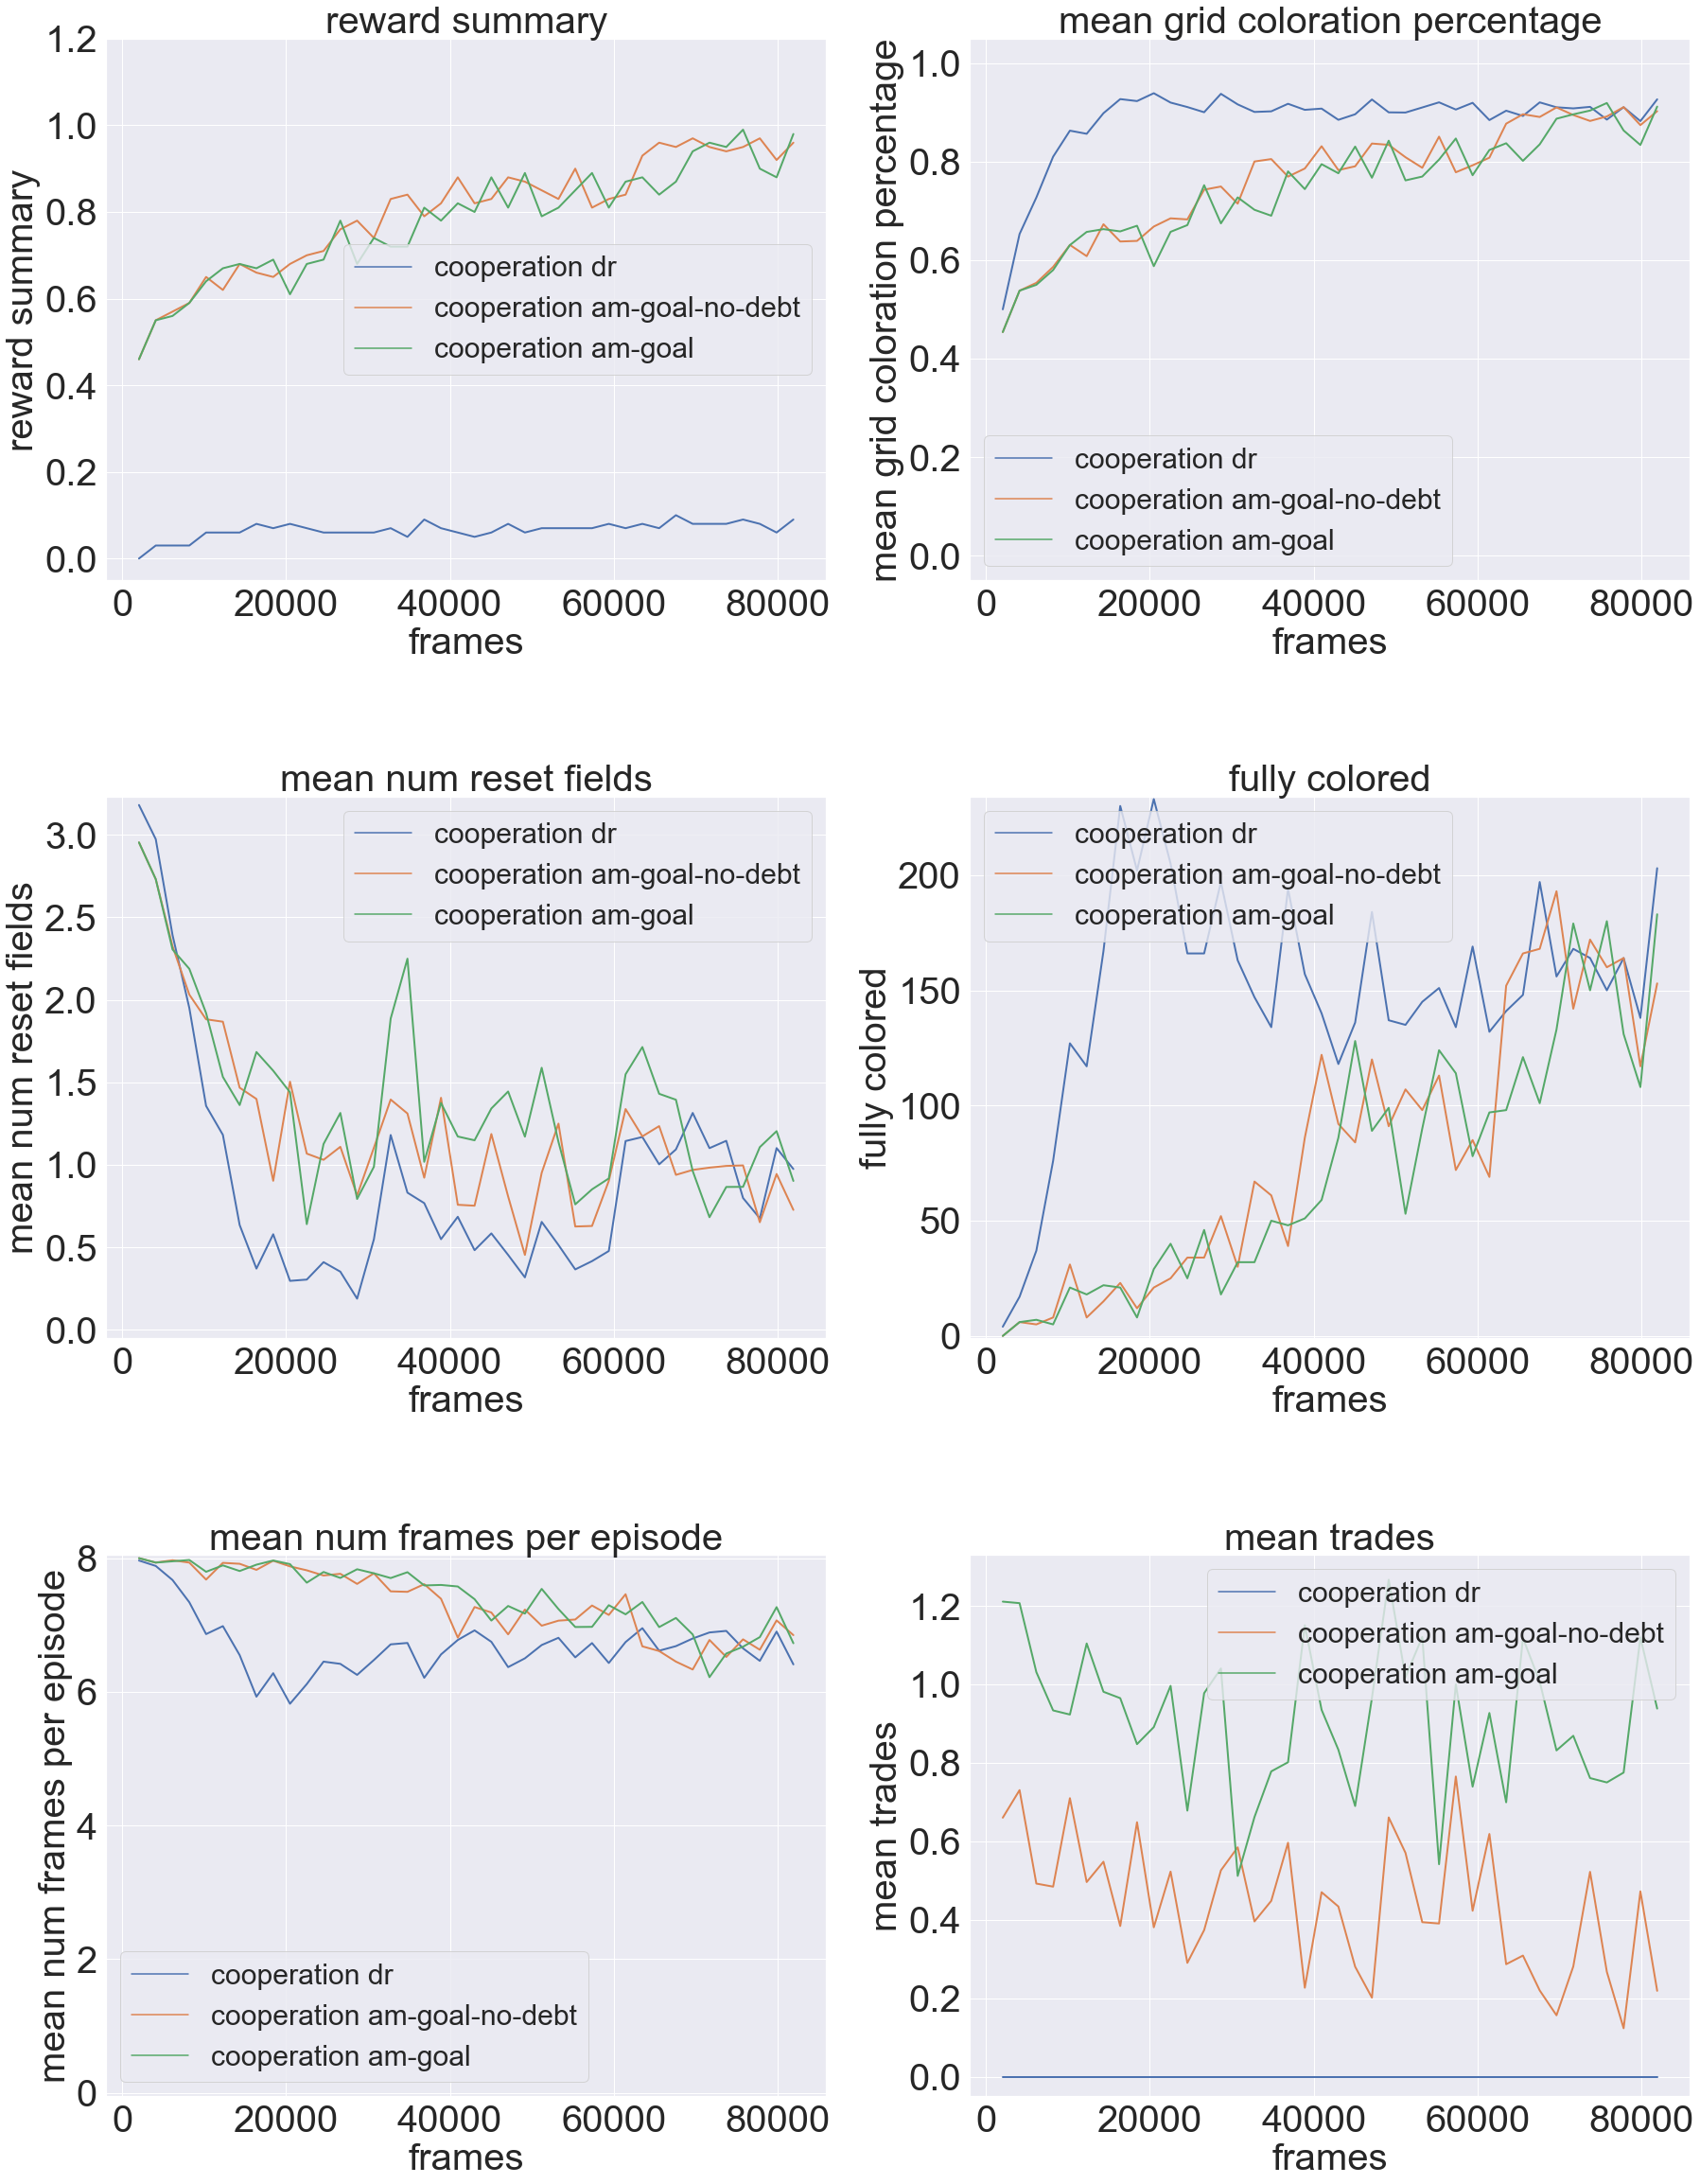 reward summary
reward summary
1.2
1.0
0.8
0.6
0.4
0.2
0.0
cooperation dr
cooperation am-goal-no-debt
cooperation am-goal
0 20000 40000 60000 80000
frames
mean grid coloration percentage
mean grid coloration percentage
1.0
0.8
0.6
0.4
0.2
0.0
cooperation dr
cooperation am-goal-no-debt
cooperation am-goal
0 20000 40000 60000 80000
frames
mean num reset fields
mean num reset fields
3.0
2.5
2.0
1.5
1.0
0.5
0.0
cooperation dr
cooperation am-goal-no-debt
cooperation am-goal
0 20000 40000 60000 80000
frames
fully colored
fully colored
200
150
100
50
0
cooperation dr
cooperation am-goal-no-debt
cooperation am-goal
0 20000 40000 60000 80000
frames
mean num frames per episode
mean num frames per episode
8
6
4
2
0
cooperation dr
cooperation am-goal-no-debt
cooperation am-goal
0 20000 40000 60000 80000
frames
mean trades
mean trades
1.2
1.0
0.8
0.6
0.4
0.2
0.0
cooperation dr
cooperation am-goal-no-debt
cooperation am-goal
0 20000 40000 60000 80000
frames